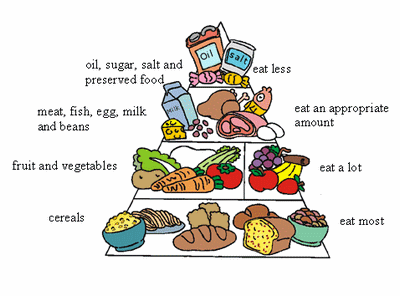 Oil
salt
oil, sugar, salt and
preserved food
eat less
milk
meat, fish, egg, milk
and beans
eat an appropriate
amount
fruit and vegetables
eat a lot
cereals
eat most